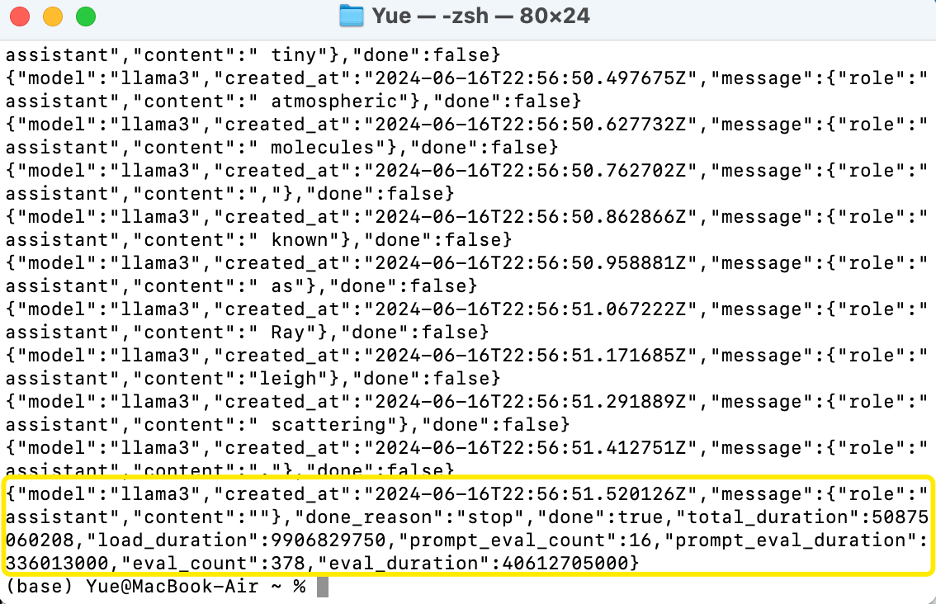 Yue — -zsh — 80×24
assistant","content":" tiny"},"done":false}
{"model":"llama3","created_at":"2024-06-16T22:56:50.497675Z","message":{"role":"
assistant","content":" atmospheric"},"done":false}
{"model":"llama3","created_at":"2024-06-16T22:56:50.627732Z","message":{"role":"
assistant","content":" molecules"},"done":false}
{"model":"llama3","created_at":"2024-06-16T22:56:50.762702Z","message":{"role":"
assistant","content":","},"done":false}
{"model":"llama3","created_at":"2024-06-16T22:56:50.862866Z","message":{"role":"
assistant","content":" known"},"done":false}
{"model":"llama3","created_at":"2024-06-16T22:56:50.958881Z","message":{"role":"
assistant","content":" as"},"done":false}
{"model":"llama3","created_at":"2024-06-16T22:56:51.067222Z","message":{"role":"
assistant","content":" Ray"},"done":false}
{"model":"llama3","created_at":"2024-06-16T22:56:51.171685Z","message":{"role":"
assistant","content":"leigh"},"done":false}
{"model":"llama3","created_at":"2024-06-16T22:56:51.291889Z","message":{"role":"
assistant","content":" scattering"},"done":false}
{"model":"llama3","created_at":"2024-06-16T22:56:51.412751Z","message":{"role":"
assistant","content":"."},"done":false}
{"model":"llama3","created_at":"2024-06-16T22:56:51.520126Z","message":{"role":"
assistant","content":""},"done_reason":"stop","done":true,"total_duration":50875
060208,"load_duration":9906829750,"prompt_eval_count":16,"prompt_eval_duration":
336013000,"eval_count":378,"eval_duration":40612705000}
(base) Yue@MacBook-Air ~ %